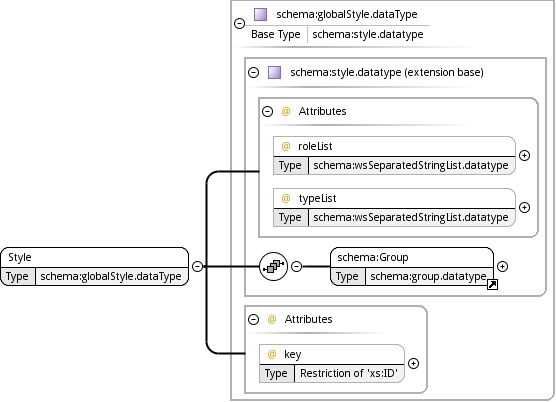 schema:globalStyle.dataType
Base Type schema:style.datatype
schema:style.datatype (extension base)
@ Attributes
@ roleList
Type schema:wsSeparatedStringList.datatype
@ typeList
Type schema:wsSeparatedStringList.datatype
Style
Type schema:globalStyle.dataType
schema:Group
Type schema:group.datatype
@ Attributes
@ key
Type Restriction of 'xs:ID'